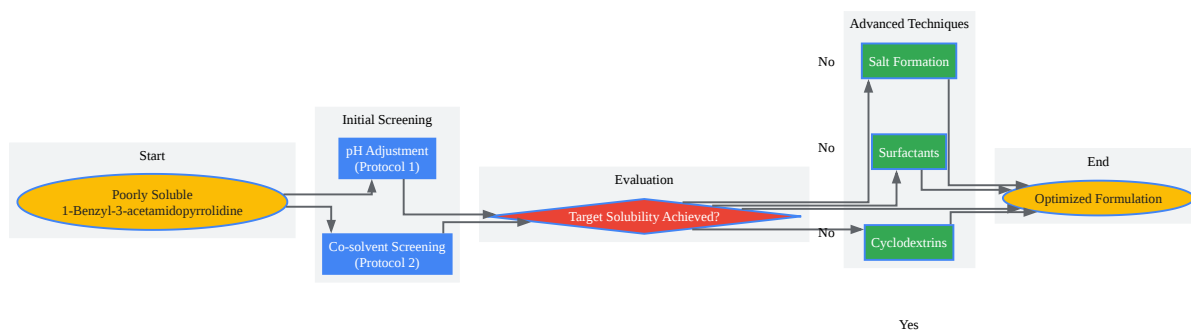 Start
Poorly Soluble
1-Benzyl-3-acetamidopyrrolidine
Initial Screening
pH Adjustment
(Protocol 1)
Co-solvent Screening
(Protocol 2)
Evaluation
Target Solubility Achieved?
No
No
No
Yes
Advanced Techniques
Salt Formation
Surfactants
Cyclodextrins
End
Optimized Formulation